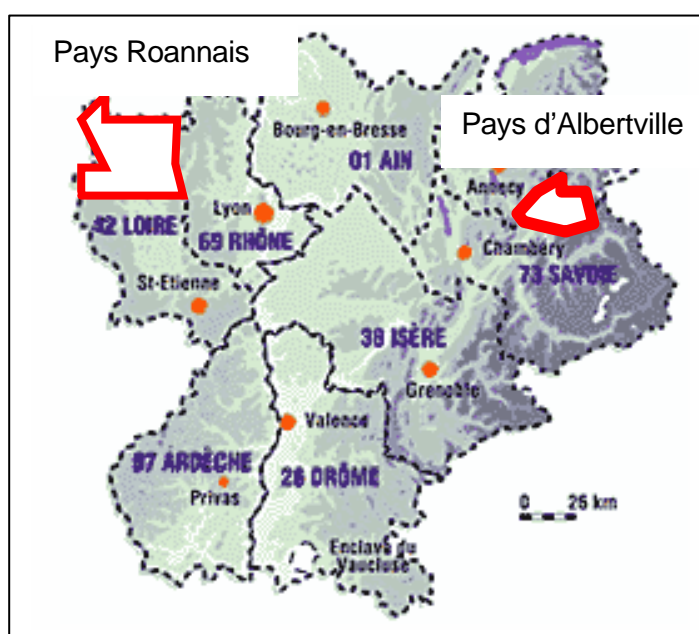 Pays Roannais
Bourg-en-Bresse
01 AIN
Pays d'Albertville
Annecy
Lyon
42 LOIRE
69 RHÔNE
Chambéry
73 SAVOIE
St-Etienne
38 ISÈRE
Grenoble
Valence
07 ARDÈCHE
26 DRÔME
Privas
0 25 km
Enclave du
Vaucluse